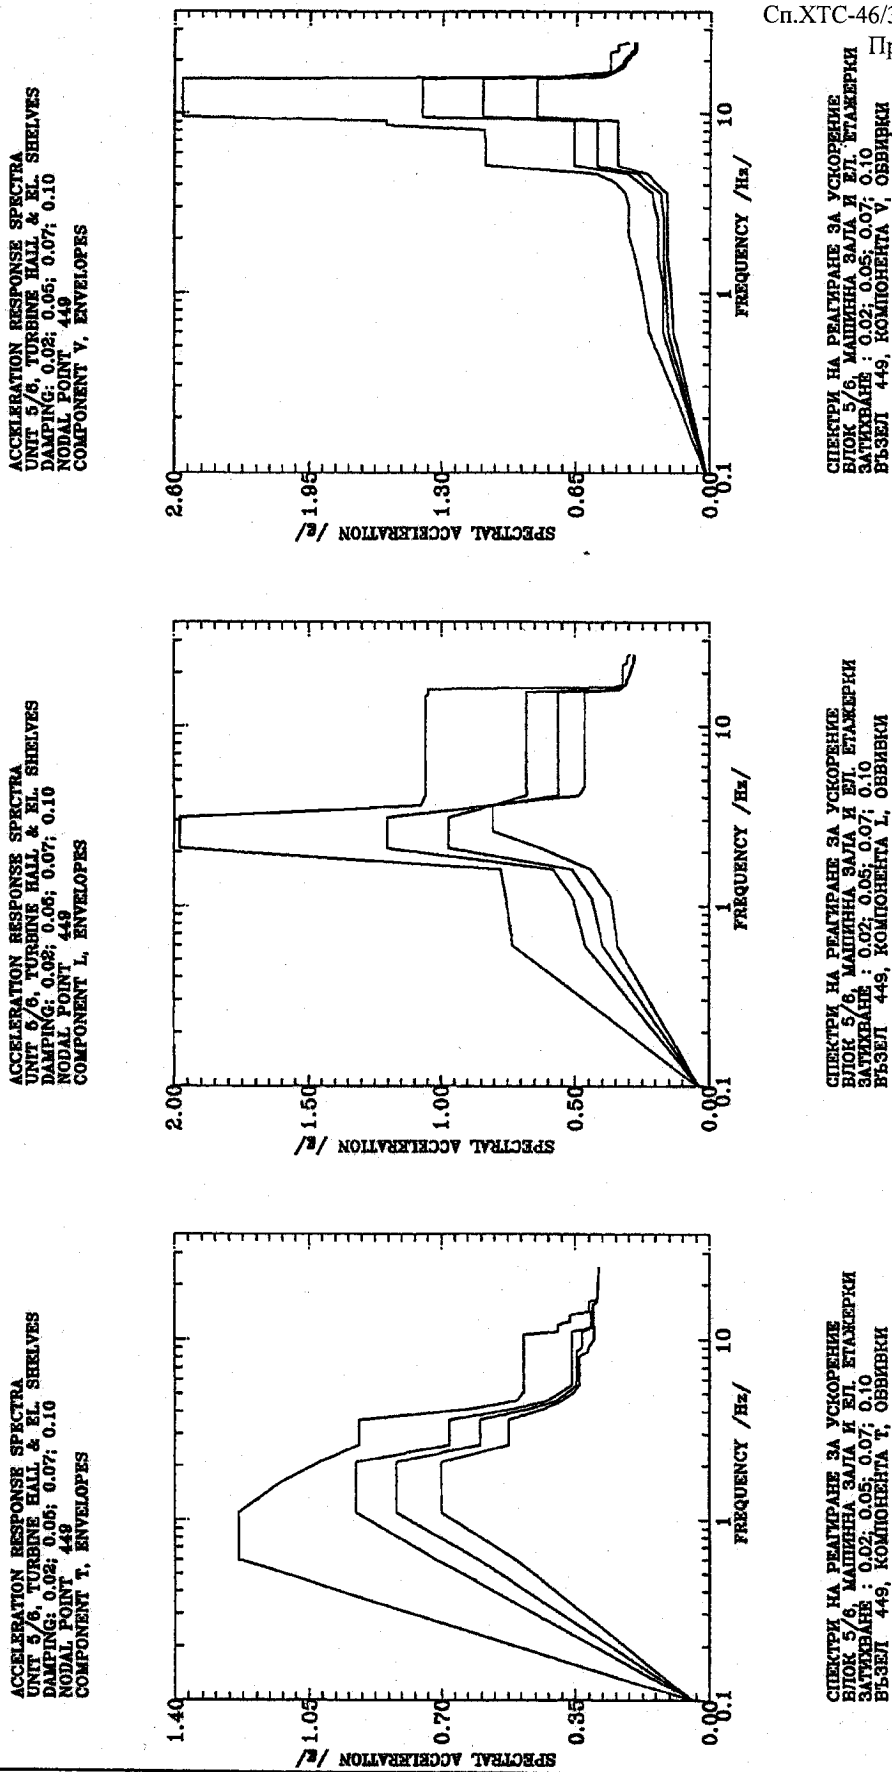 Сп.ХТС-46/3
Пр
ACCELERATION RESPONSE SPECTRA
UNIT 5/6, TURBINE HALL & EL. SHELVES
DAMPING: 0.02; 0.05; 0.07; 0.10
NODAL POINT 449
COMPONENT T, ENVELOPES
1.40
1.05
0.70
0.35
0.00
SPECTRAL ACCELERATION /g/
0.1
1
10
FREQUENCY /Hz/
СПЕКТРИ НА РЕАГИРАНЕ ЗА УСКОРЕНИЕ
БЛОК 5/6, МАШИННА ЗАЛА И ЕЛ. ЕТАЖЕРКИ
ЗАТИХВАНЕ : 0.02; 0.05; 0.07; 0.10
ВЪЗЕЛ 449, КОМПОНЕНТА T, ОБВИВКИ
ACCELERATION RESPONSE SPECTRA
UNIT 5/6, TURBINE HALL & EL. SHELVES
DAMPING: 0.02; 0.05; 0.07; 0.10
NODAL POINT 449
COMPONENT L, ENVELOPES
2.00
1.50
1.00
0.50
0.00
SPECTRAL ACCELERATION /g/
0.1
1
10
FREQUENCY /Hz/
СПЕКТРИ НА РЕАГИРАНЕ ЗА УСКОРЕНИЕ
БЛОК 5/6, МАШИННА ЗАЛА И ЕЛ. ЕТАЖЕРКИ
ЗАТИХВАНЕ : 0.02; 0.05; 0.07; 0.10
ВЪЗЕЛ 449, КОМПОНЕНТА L, ОБВИВКИ
ACCELERATION RESPONSE SPECTRA
UNIT 5/6, TURBINE HALL & EL. SHELVES
DAMPING: 0.02; 0.05; 0.07; 0.10
NODAL POINT 449
COMPONENT V, ENVELOPES
2.60
1.95
1.30
0.65
0.00
SPECTRAL ACCELERATION /g/
0.1
1
10
FREQUENCY /Hz/
СПЕКТРИ НА РЕАГИРАНЕ ЗА УСКОРЕНИЕ
БЛОК 5/6, МАШИННА ЗАЛА И ЕЛ. ЕТАЖЕРКИ
ЗАТИХВАНЕ : 0.02; 0.05; 0.07; 0.10
ВЪЗЕЛ 449, КОМПОНЕНТА V, ОБВИВКИ